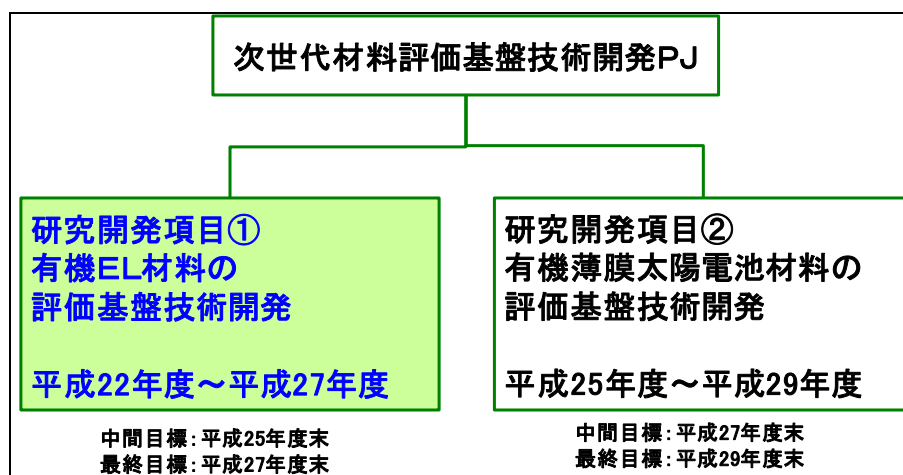 次世代材料評価基盤技術開発PJ
研究開発項目①
有機EL材料の
評価基盤技術開発
平成22年度～平成27年度
中間目標：平成25年度末
最終目標：平成27年度末
研究開発項目②
有機薄膜太陽電池材料の
評価基盤技術開発
平成25年度～平成29年度
中間目標：平成27年度末
最終目標：平成29年度末